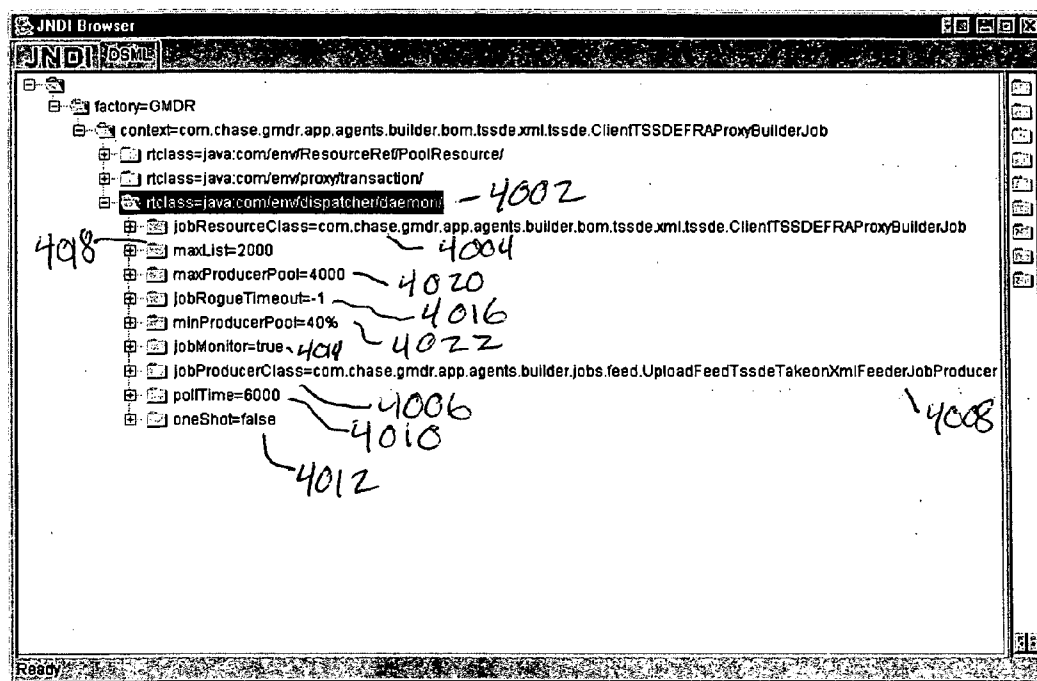 JNDI Browser
JNDI DSML
factory=GMDR
context=com.chase.gmdr.app.agents.builder.bom.tssde.xml.tssde.ClientTSSDEFRAProxyBuilderJob
rtclass=java:com/env/ResourceRef/PoolResource/
rtclass=java:com/env/proxy/transaction/
rtclass=java:com/env/dispatcher/daemon/ 4002
jobResourceClass=com.chase.gmdr.app.agents.builder.bom.tssde.xml.tssde.ClientTSSDEFRAProxyBuilderJob
4018 maxList=2000 4004
maxProducerPool=4000 4020
jobRogueTimeout=-1 4016
minProducerPool=40% 4022
jobMonitor=true 4014
jobProducerClass=com.chase.gmdr.app.agents.builder.jobs.feed.UploadFeedTssdeTakeonXmlFeederJobProducer
pollTime=6000 4006 4008
oneShot=false 4010
4012
Ready